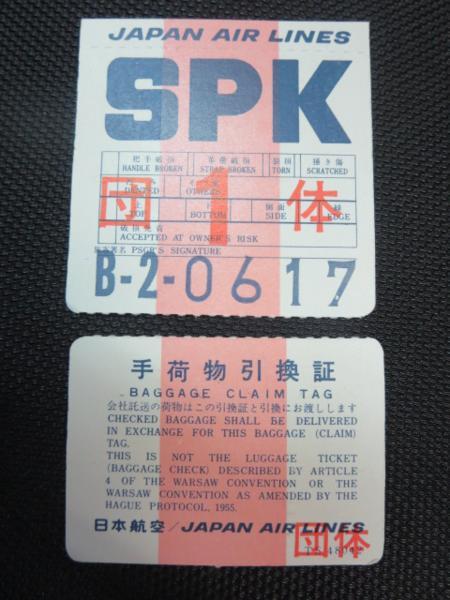 JAPAN AIR LINES
SPK
把手破損 革帯破損 裂損 掻き傷
HANDLE BROKEN STRAP BROKEN TORN SCRATCHED
DENTED OTHERS
団 1 体
TOP BOTTOM SIDE EDGE
ACCEPTED AT OWNER'S RISK
PSGR'S SIGNATURE
B-2-0617
手荷物引換証
BAGGAGE CLAIM TAG
会社託送の荷物はこの引換証と引換にお渡しします
CHECKED BAGGAGE SHALL BE DELIVERED
IN EXCHANGE FOR THIS BAGGAGE (CLAIM)
TAG.
THIS IS NOT THE LUGGAGE TICKET
(BAGGAGE CHECK) DESCRIBED BY ARTICLE
4 OF THE WARSAW CONVENTION OR THE
WARSAW CONVENTION AS AMENDED BY THE
HAGUE PROTOCOL, 1955.
日本航空/JAPAN AIR LINES
団体